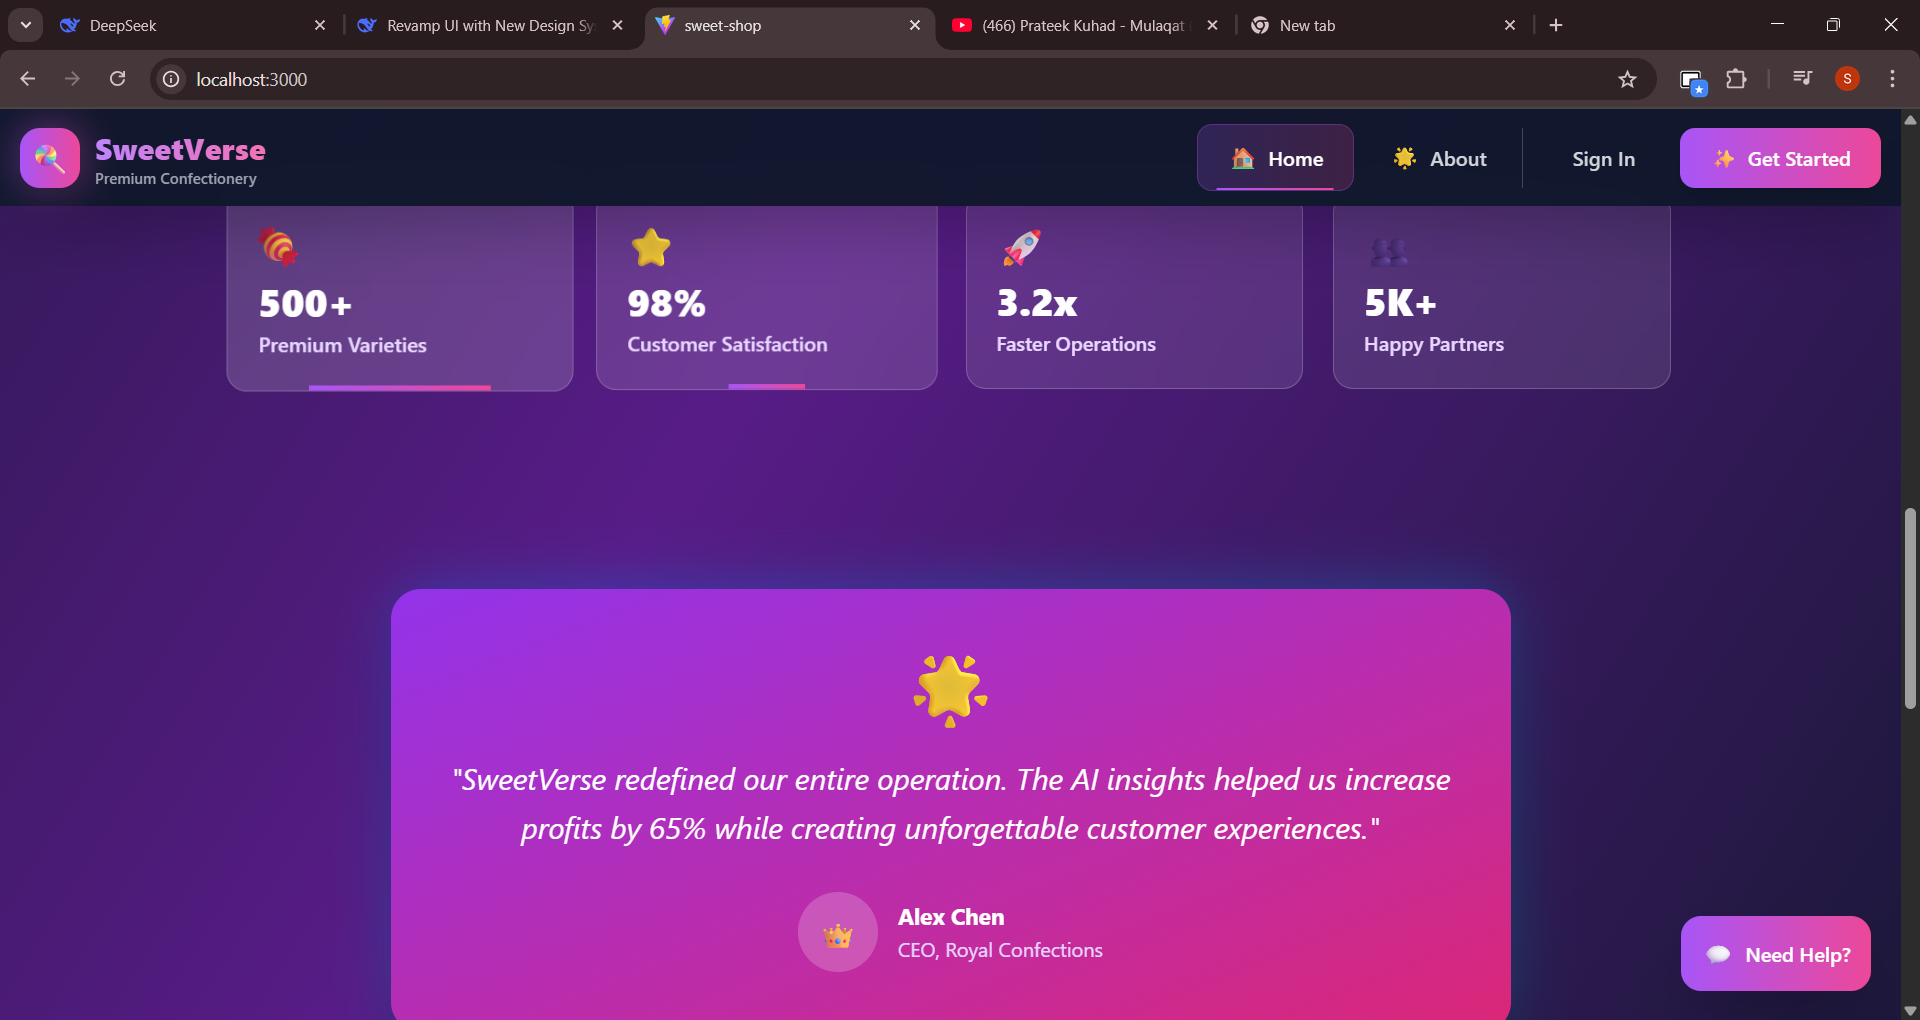 DeepSeek
Revamp UI with New Design Sy
sweet-shop
(466) Prateek Kuhad - Mulaqat
New tab
localhost:3000
S
SweetVerse
Premium Confectionery
Home
About
Sign In
Get Started
500+
Premium Varieties
98%
Customer Satisfaction
3.2x
Faster Operations
5K+
Happy Partners
"SweetVerse redefined our entire operation. The AI insights helped us increase
profits by 65% while creating unforgettable customer experiences."
Alex Chen
CEO, Royal Confections
Need Help?